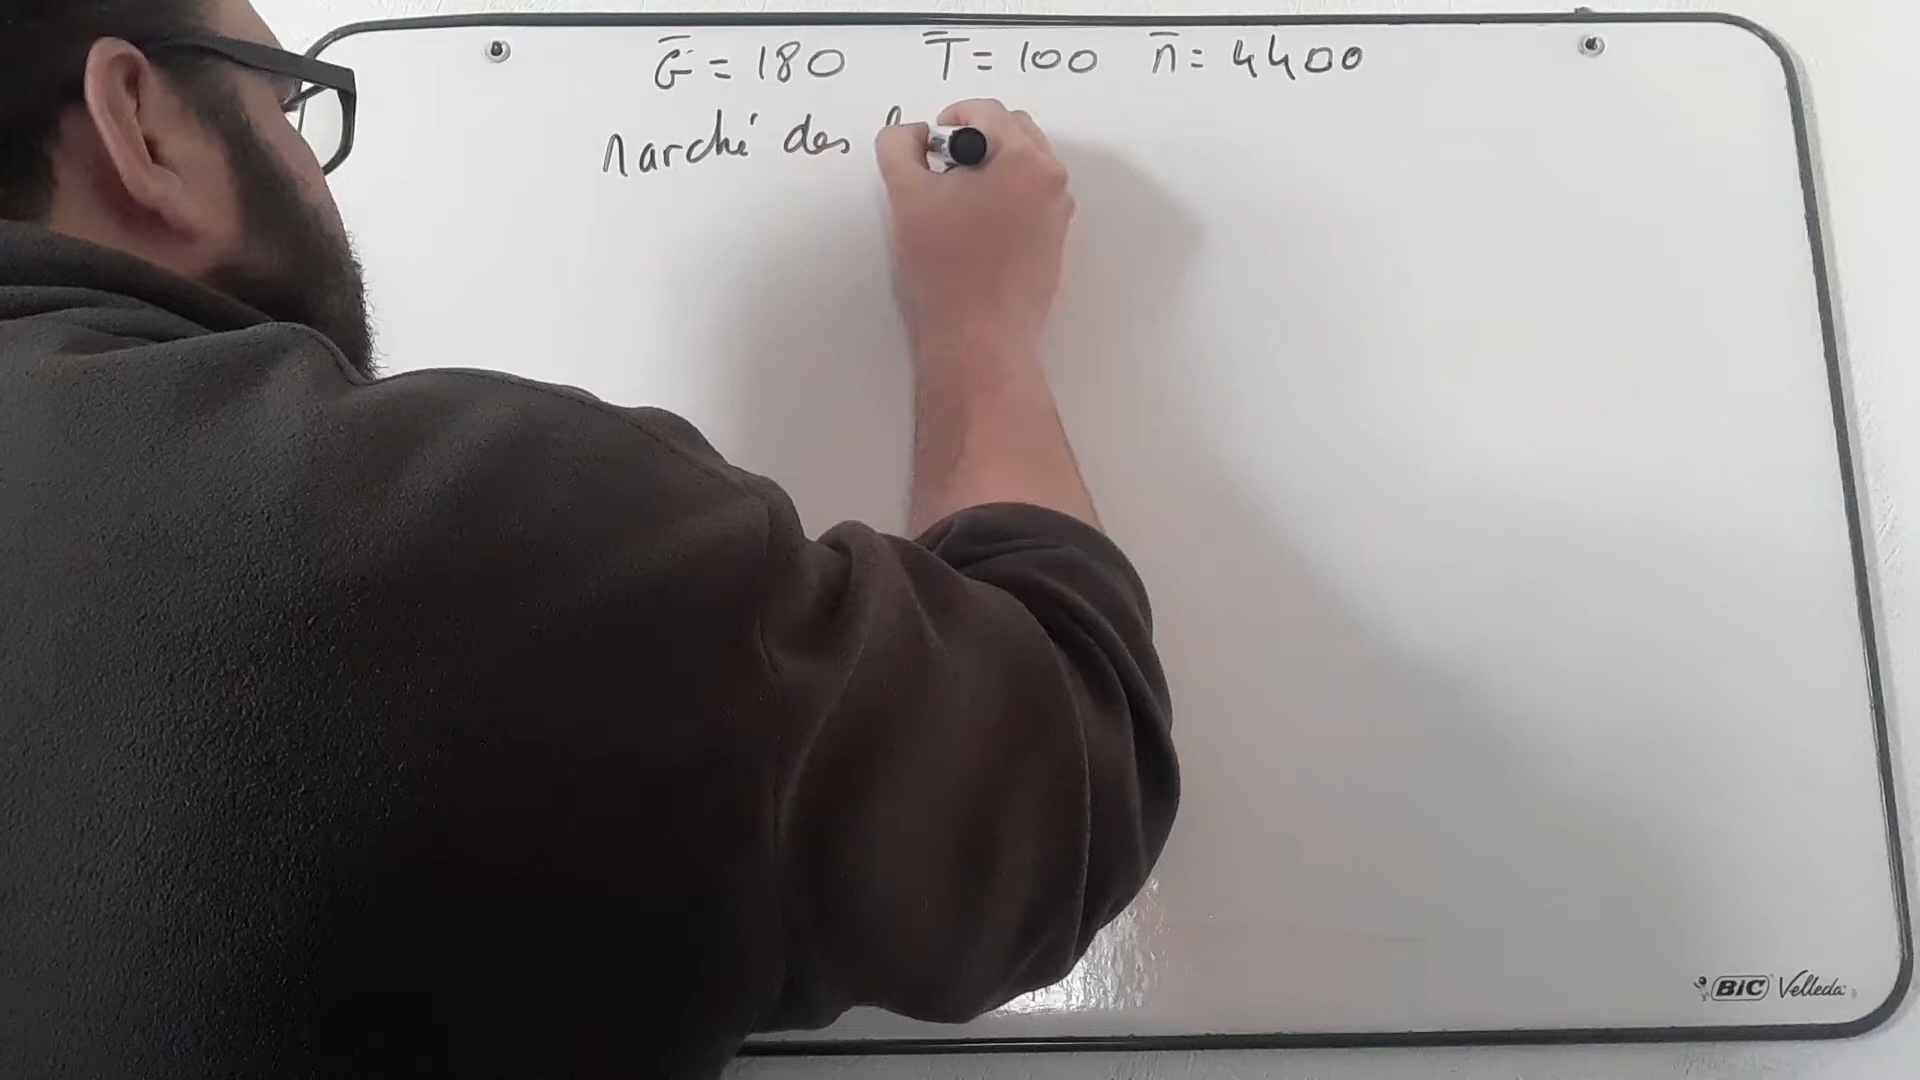 Ḡ = 180 T̄ = 100 n̄ = 4400
Marché des
BIC Velleda